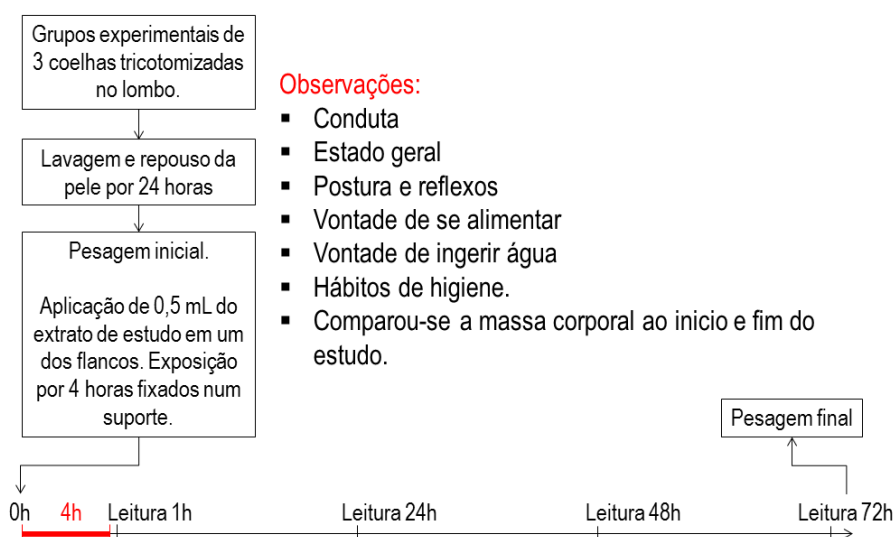 Grupos experimentais de
3 coelhas tricotomizadas
no lombo.
Lavagem e repouso da
pele por 24 horas
Pesagem inicial.
Aplicação de 0,5 mL do
extrato de estudo em um
dos flancos. Exposição
por 4 horas fixados num
suporte.
Observações:
▪ Conduta
▪ Estado geral
▪ Postura e reflexos
▪ Vontade de se alimentar
▪ Vontade de ingerir água
▪ Hábitos de higiene.
▪ Comparou-se a massa corporal ao inicio e fim do
estudo.
Pesagem final
0h 4h Leitura 1h Leitura 24h Leitura 48h Leitura 72h